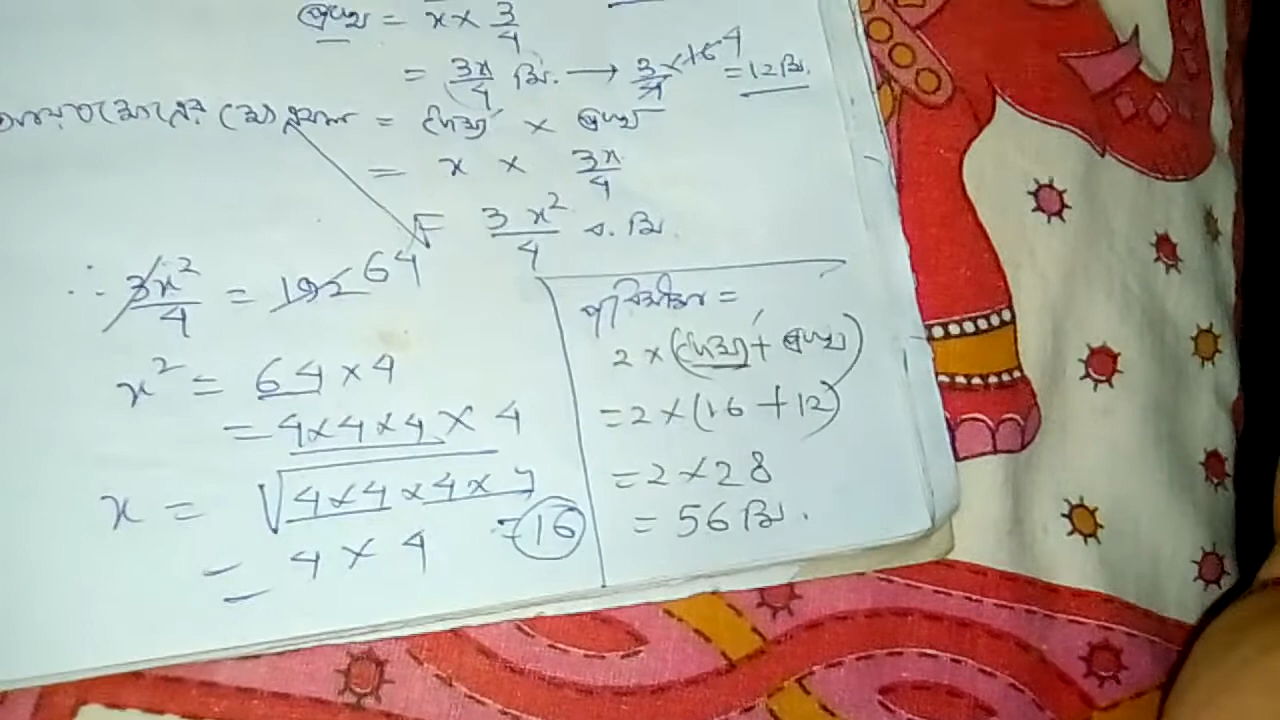 প্রস্থ = x × 3/4
= 3x/4 মি. → 3/4 × 16 4 = 12 মি.
আয়তক্ষেত্রের ক্ষেত্রফল = দৈর্ঘ্য × প্রস্থ
= x × 3x/4
= 3x²/4 ব. মি.
∴ 3x²/4 = 192 64
x² = 64 × 4
= 4×4×4 × 4
x = √4×4×4×4
= 4 × 4 = 16
পরিসীমা =
2 × (দৈর্ঘ্য + প্রস্থ)
= 2 × (16 + 12)
= 2 × 28
= 56 মি.